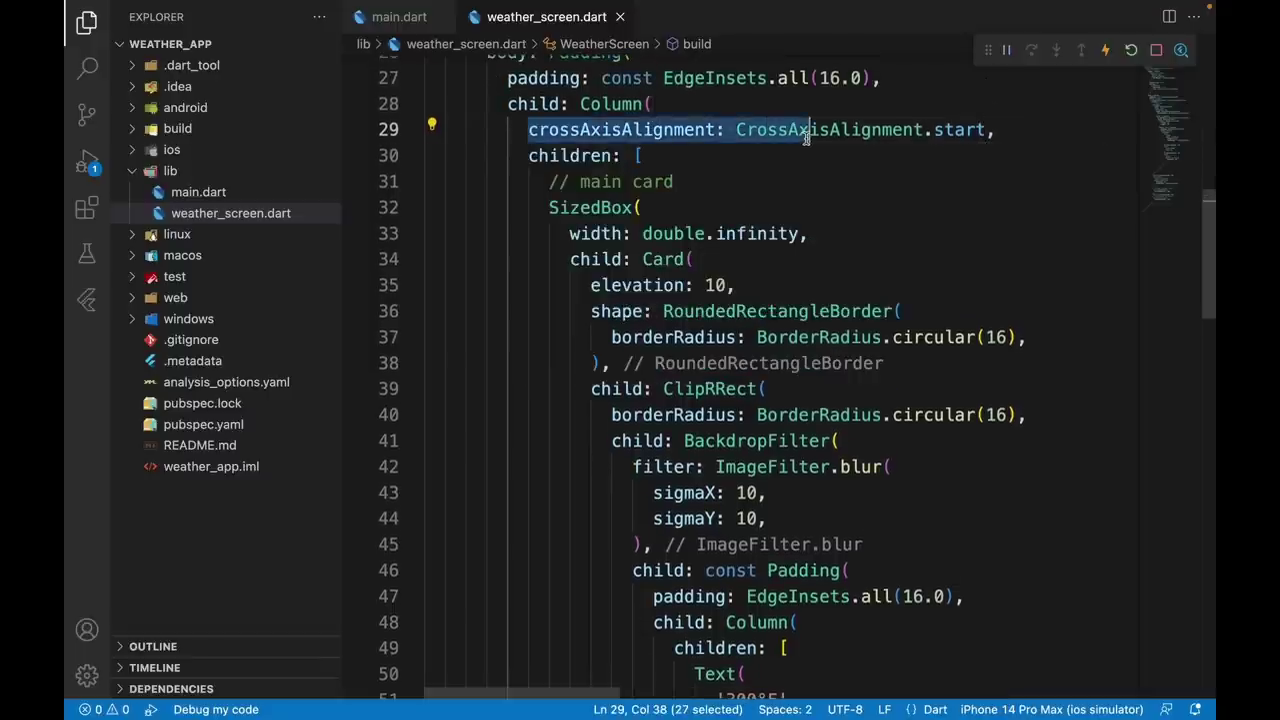 EXPLORER
WEATHER_APP
.dart_tool
.idea
android
build
ios
lib
main.dart
weather_screen.dart
linux
macos
test
web
windows
.gitignore
.metadata
analysis_options.yaml
pubspec.lock
pubspec.yaml
README.md
weather_app.iml
OUTLINE
TIMELINE
DEPENDENCIES
1
main.dart
weather_screen.dart
lib > weather_screen.dart > WeatherScreen > build
body: Padding(
27 padding: const EdgeInsets.all(16.0),
28 child: Column(
29 crossAxisAlignment: CrossAxisAlignment.start,
30 children: [
31 // main card
32 SizedBox(
33 width: double.infinity,
34 child: Card(
35 elevation: 10,
36 shape: RoundedRectangleBorder(
37 borderRadius: BorderRadius.circular(16),
38 ), // RoundedRectangleBorder
39 child: ClipRRect(
40 borderRadius: BorderRadius.circular(16),
41 child: BackdropFilter(
42 filter: ImageFilter.blur(
43 sigmaX: 10,
44 sigmaY: 10,
45 ), // ImageFilter.blur
46 child: const Padding(
47 padding: EdgeInsets.all(16.0),
48 child: Column(
49 children: [
50 Text(
0 0 Debug my code Ln 29, Col 38 (27 selected) Spaces: 2 UTF-8 LF {} Dart iPhone 14 Pro Max (ios simulator)